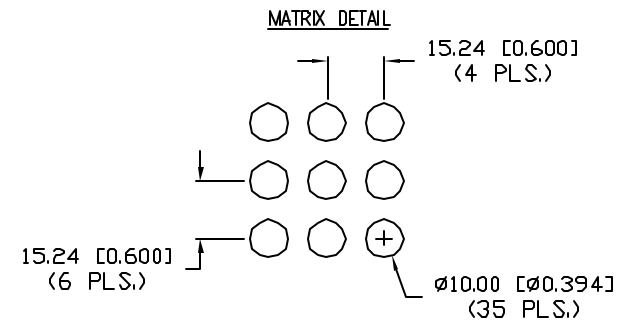 MATRIX DETAIL
15.24 [0.600]
(4 PLS.)
15.24 [0.600]
(6 PLS.)
Ø10.00 [Ø0.394]
(35 PLS.)